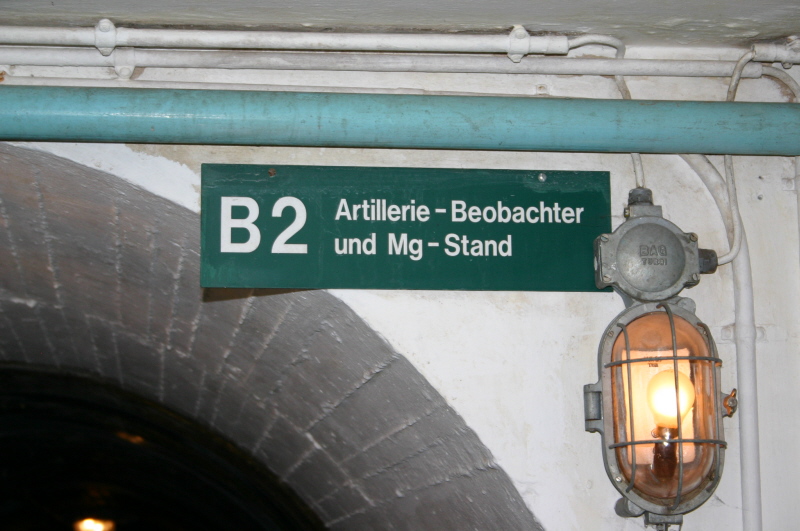 B2
Artillerie-Beobachter
und Mg-Stand